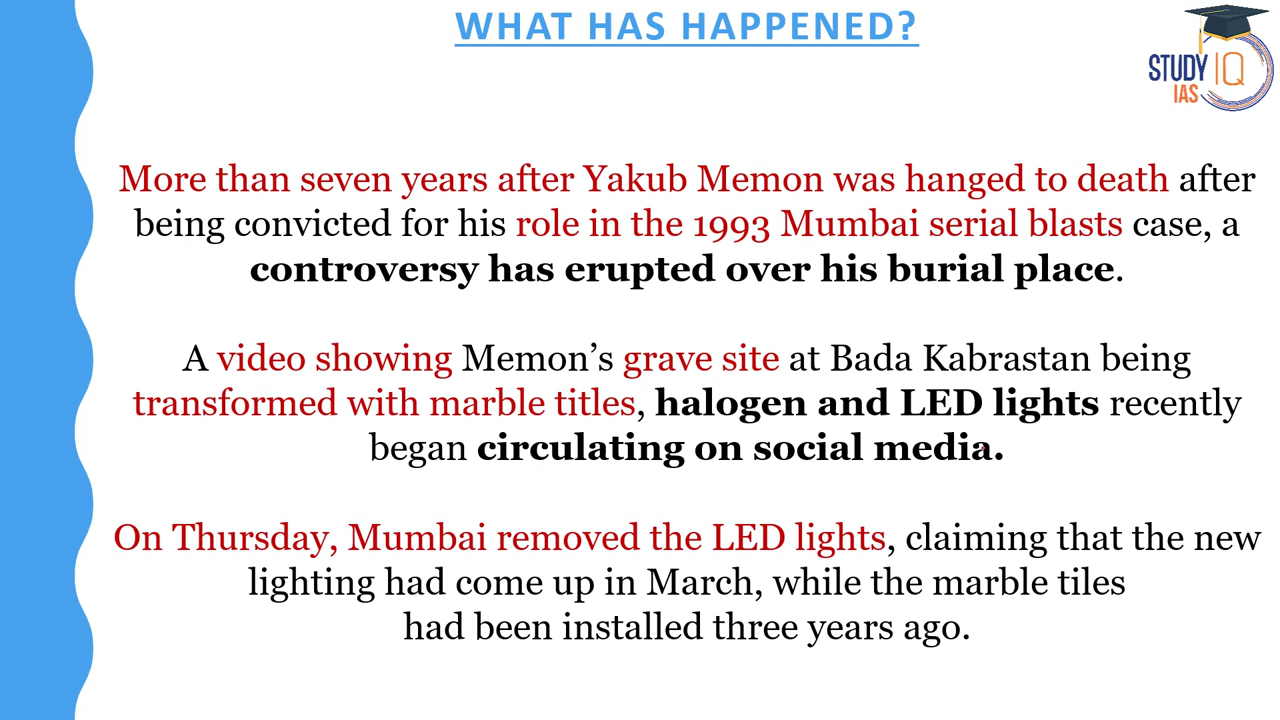 WHAT HAS HAPPENED?
STUDY IQ
IAS
More than seven years after Yakub Memon was hanged to death after
being convicted for his role in the 1993 Mumbai serial blasts case, a
controversy has erupted over his burial place.
A video showing Memon’s grave site at Bada Kabrastan being
transformed with marble titles, halogen and LED lights recently
began circulating on social media.
On Thursday, Mumbai removed the LED lights, claiming that the new
lighting had come up in March, while the marble tiles
had been installed three years ago.